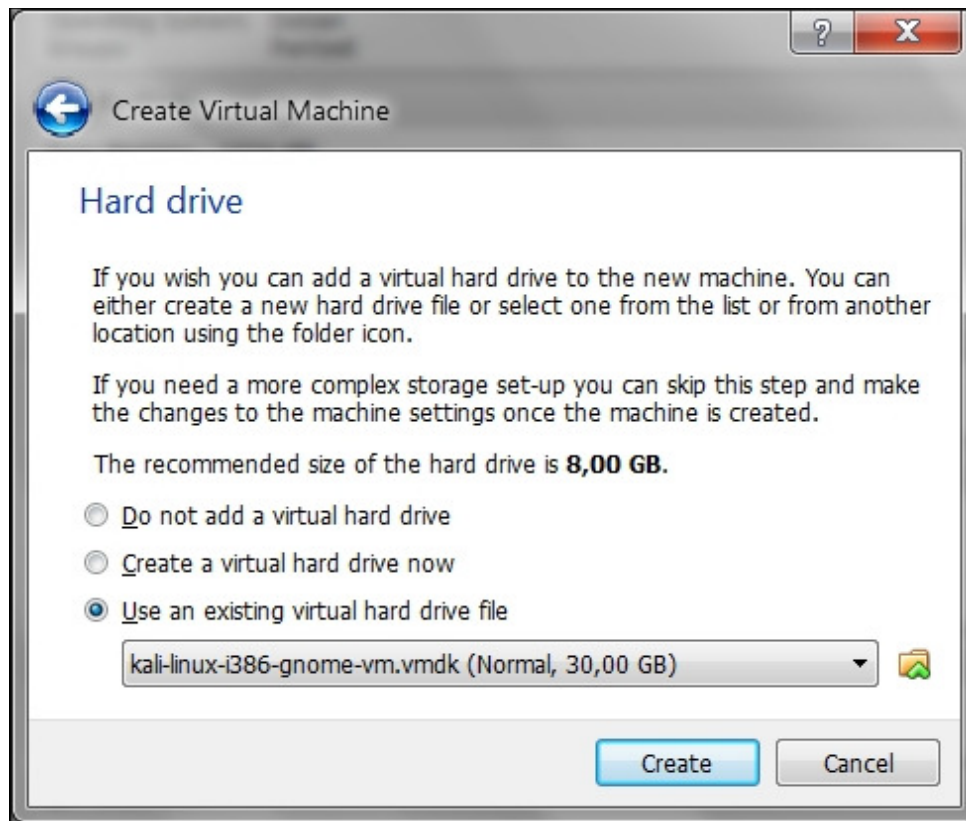 ?
X
Create Virtual Machine
Hard drive
If you wish you can add a virtual hard drive to the new machine. You can
either create a new hard drive file or select one from the list or from another
location using the folder icon.
If you need a more complex storage set-up you can skip this step and make
the changes to the machine settings once the machine is created.
The recommended size of the hard drive is 8,00 GB.
Do not add a virtual hard drive
Create a virtual hard drive now
Use an existing virtual hard drive file
kali-linux-i386-gnome-vm.vmdk (Normal, 30,00 GB)
Create
Cancel